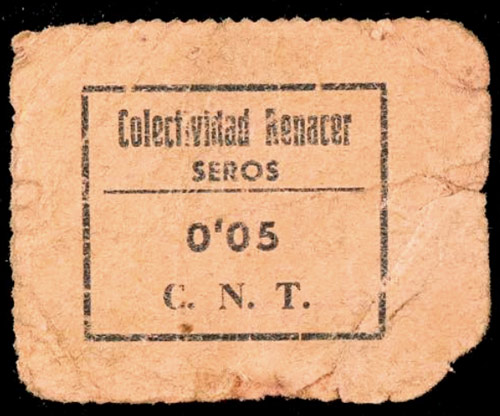 Colectividad Renacer
SEROS
0'05
C. N. T.